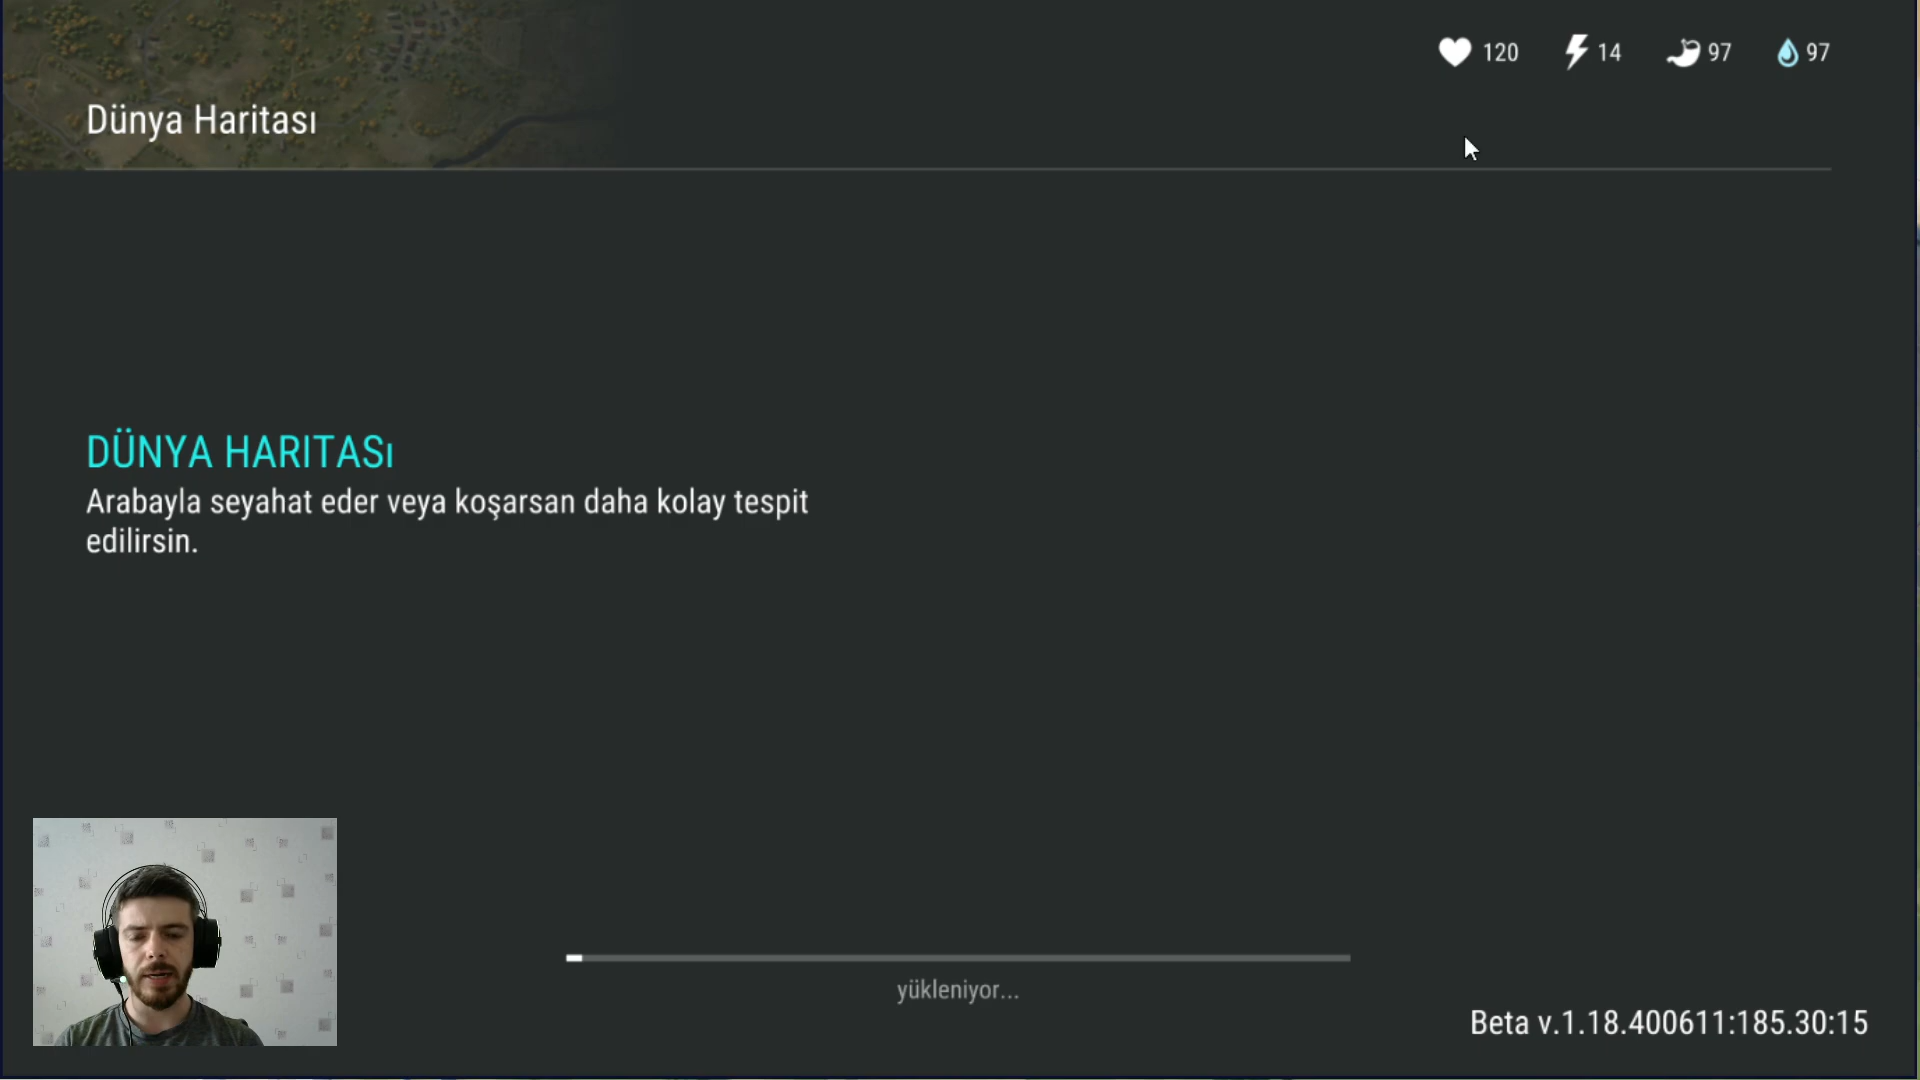 120 14 97 97
Dünya Haritası
DÜNYA HARITASı
Arabayla seyahat eder veya koşarsan daha kolay tespit
edilirsin.
yükleniyor...
Beta v.1.18.400611:185.30:15